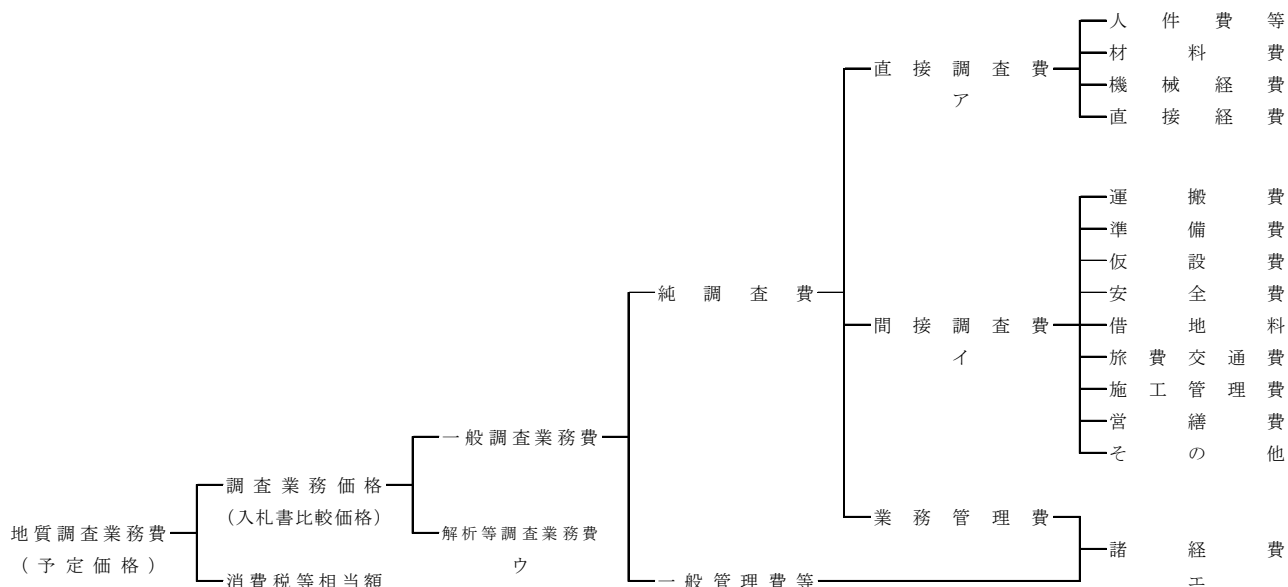 人件費等
材料費
直接調査費
機械経費
ア
直接経費
運搬費
準備費
仮設費
安全費
純調査費
間接調査費
借地料
イ
旅費交通費
施工管理費
営繕費
一般調査業務費
その他
調査業務価格
(入札書比較価格)
業務管理費
地質調査業務費
解析等調査業務費
諸経費
(予定価格)
ウ
消費税等相当額
一般管理費等
エ